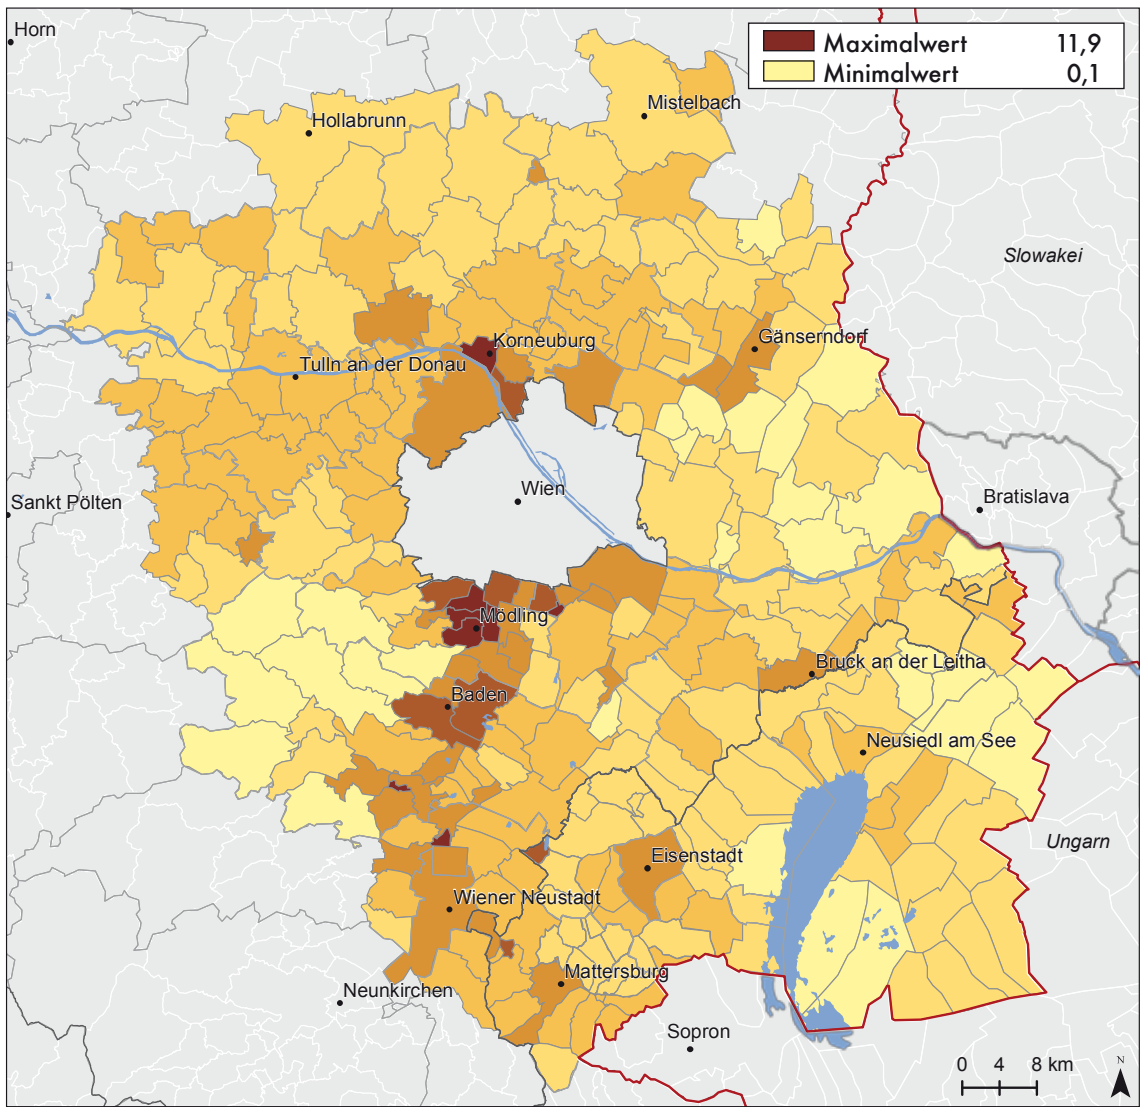 Horn
Maximalwert 11,9
Minimalwert 0,1
Mistelbach
Hollabrunn
Slowakei
Gänserndorf
Korneuburg
Tulln an der Donau
Wien
Bratislava
Sankt Pölten
Mödling
Bruck an der Leitha
Baden
Neusiedl am See
Ungarn
Eisenstadt
Wiener Neustadt
Mattersburg
Neunkirchen
Sopron
0 4 8 km
N